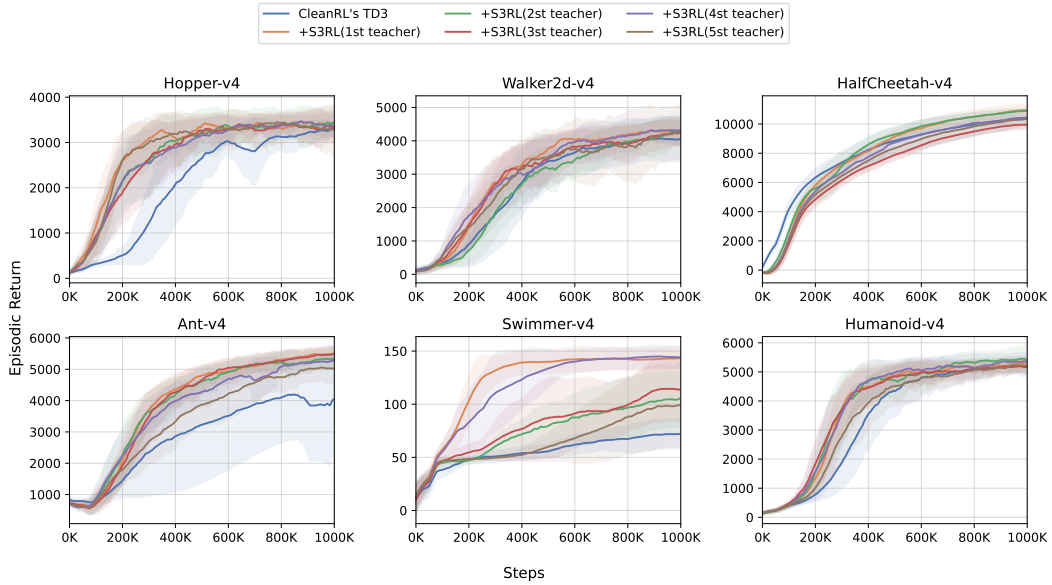 CleanRL's TD3 +S3RL(2st teacher) +S3RL(4st teacher)
+S3RL(1st teacher) +S3RL(3st teacher) +S3RL(5st teacher)
Hopper-v4 Walker2d-v4 HalfCheetah-v4
4000
3000
2000
1000
0
0K 200K 400K 600K 800K 1000K
5000
4000
3000
2000
1000
0
0K 200K 400K 600K 800K 1000K
10000
8000
6000
4000
2000
0
0K 200K 400K 600K 800K 1000K
Episodic Return
Ant-v4 Swimmer-v4 Humanoid-v4
6000
5000
4000
3000
2000
1000
0K 200K 400K 600K 800K 1000K
150
100
50
0
0K 200K 400K 600K 800K 1000K
6000
5000
4000
3000
2000
1000
0
0K 200K 400K 600K 800K 1000K
Steps